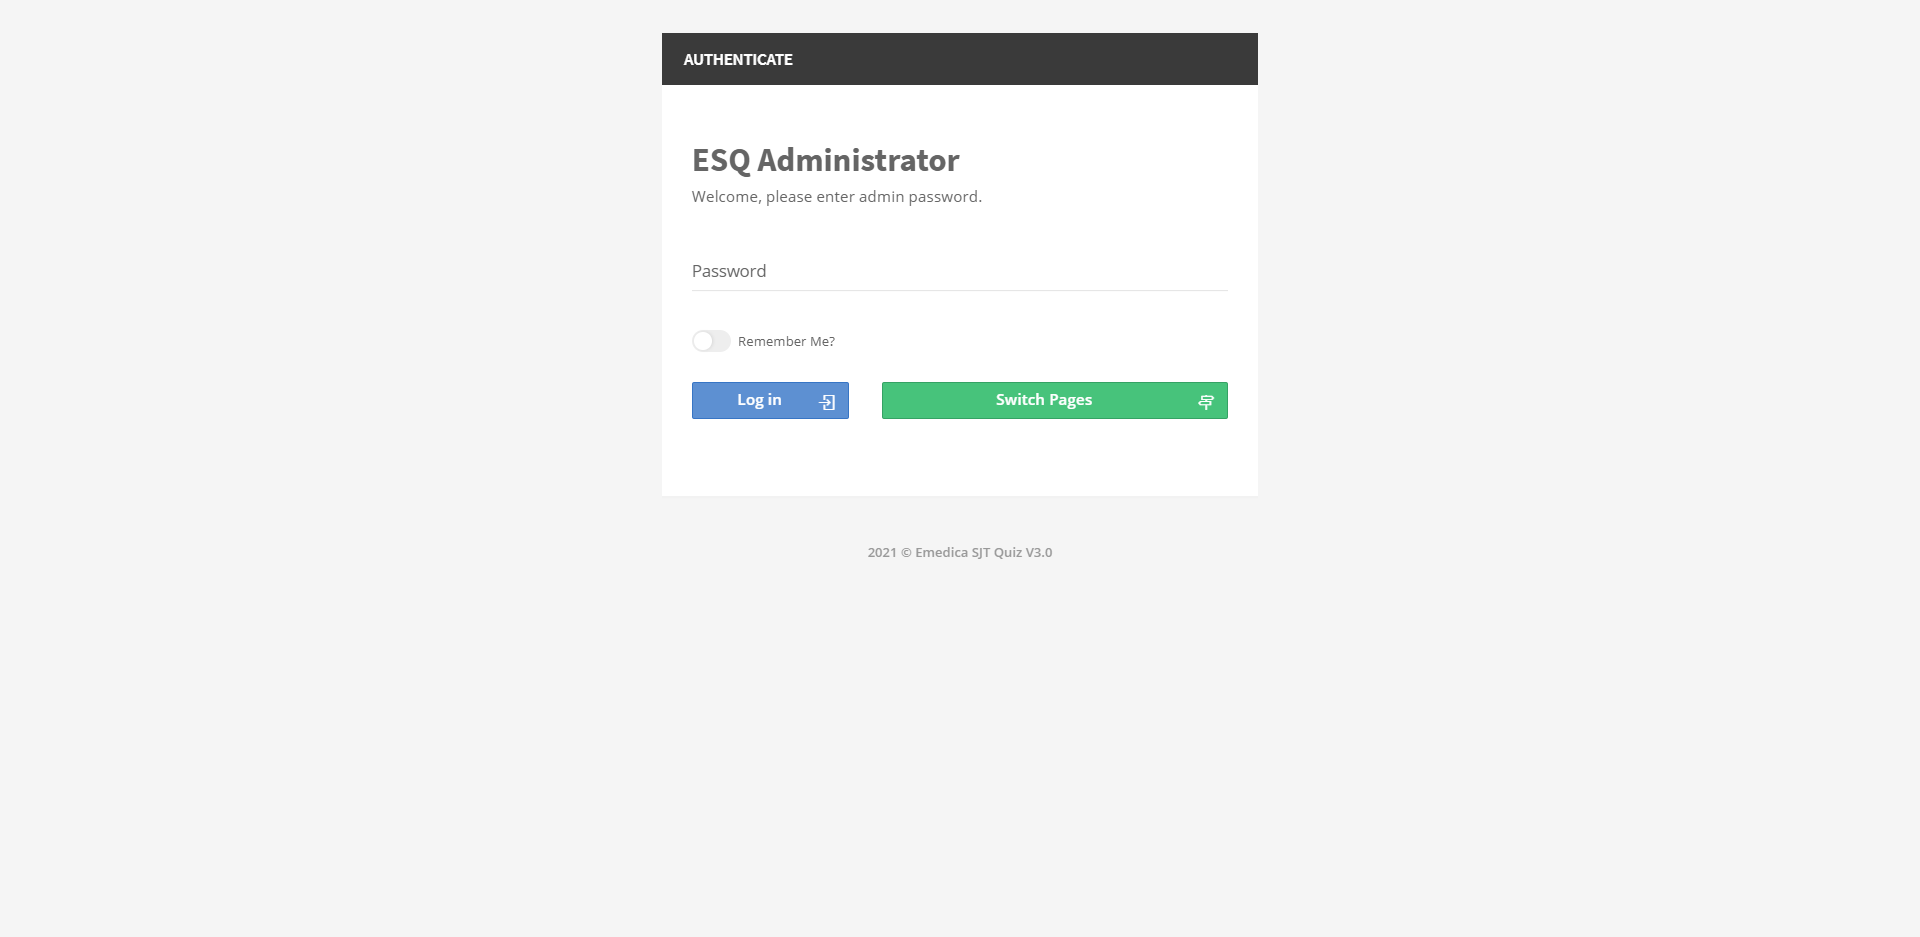 AUTHENTICATE
ESQ Administrator
Welcome, please enter admin password.
Password
Remember Me?
Log in
Switch Pages
2021 © Emedica SJT Quiz V3.0